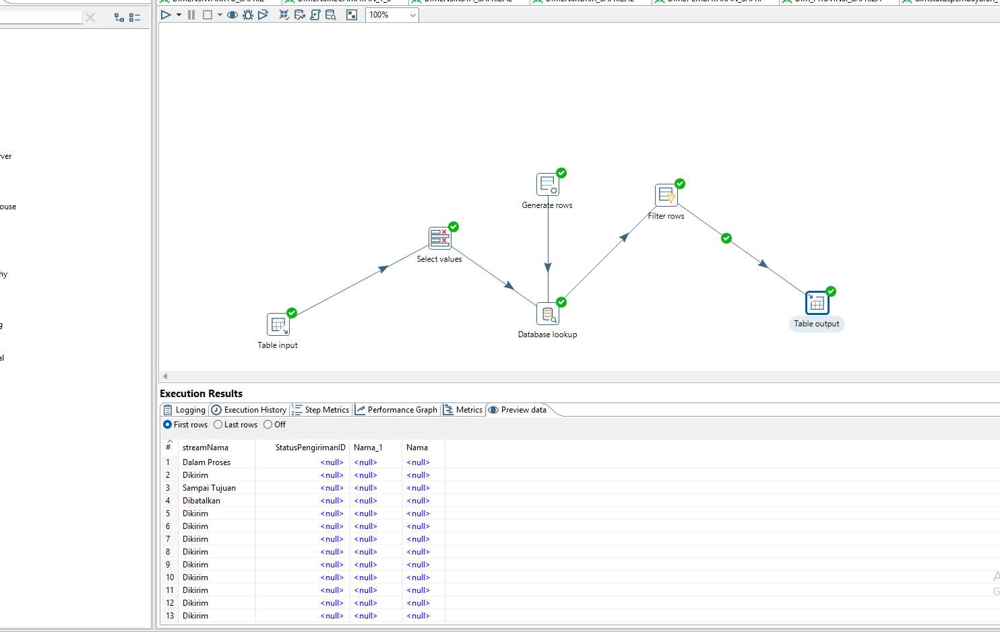 100%
rver
ouse
hy
g
al
Generate rows
Filter rows
Select values
Database lookup
Table input
Table output
Execution Results
Logging
Execution History
Step Metrics
Performance Graph
Metrics
Preview data
First rows Last rows Off
# streamNama StatusPengirimanID Nama_1 Nama
1 Dalam Proses <null> <null> <null>
2 Dikirim <null> <null> <null>
3 Sampai Tujuan <null> <null> <null>
4 Dibatalkan <null> <null> <null>
5 Dikirim <null> <null> <null>
6 Dikirim <null> <null> <null>
7 Dikirim <null> <null> <null>
8 Dikirim <null> <null> <null>
9 Dikirim <null> <null> <null>
10 Dikirim <null> <null> <null>
11 Dikirim <null> <null> <null>
12 Dikirim <null> <null> <null>
13 Dikirim <null> <null> <null>